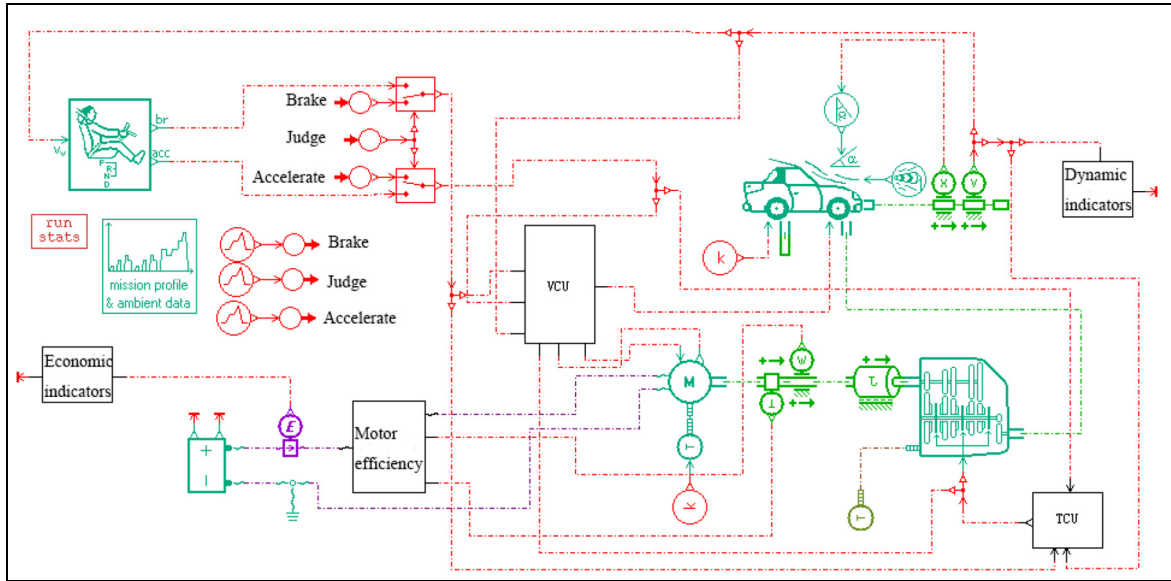 br
Brake
Judge
Accelerate
V_v
acc
P
R
N
D
α
X
V
Dynamic
indicators
run
stats
mission profile
& ambient data
Brake
Judge
Accelerate
VCU
k
Economic
indicators
E
+
Motor
efficiency
M
W
T
T
K
T
TCU